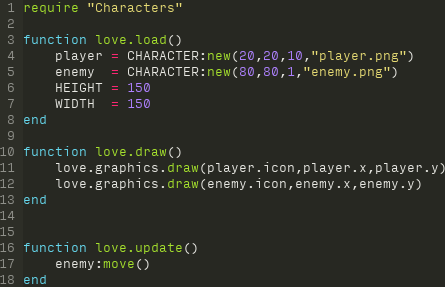 1 require "Characters"
2
3 function love.load()
4     player = CHARACTER:new(20,20,10,"player.png")
5     enemy  = CHARACTER:new(80,80,1,"enemy.png")
6     HEIGHT = 150
7     WIDTH  = 150
8 end
9
10 function love.draw()
11     love.graphics.draw(player.icon,player.x,player.y)
12     love.graphics.draw(enemy.icon,enemy.x,enemy.y)
13 end
14
15
16 function love.update()
17     enemy:move()
18 end